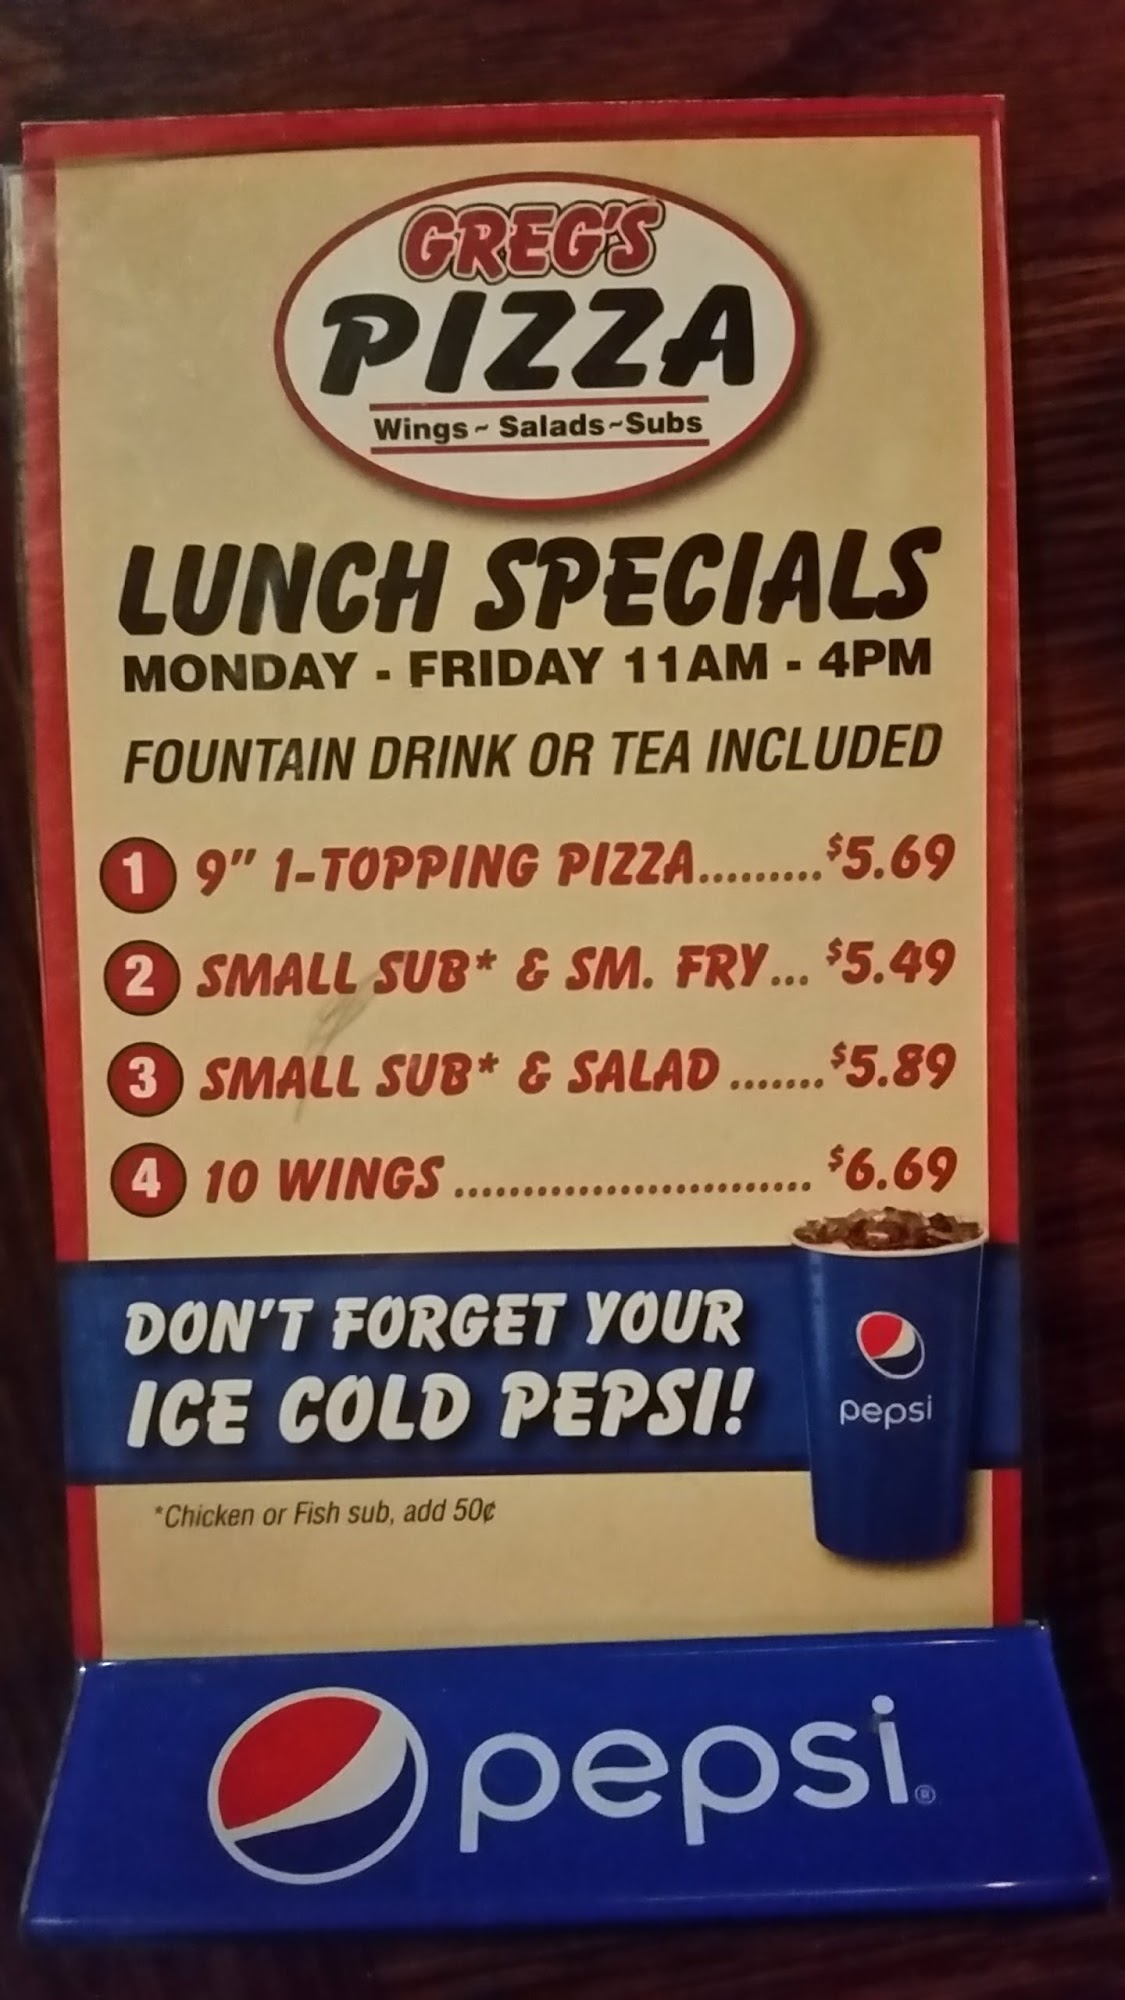 GREG'S
PIZZA
Wings ~ Salads ~ Subs
LUNCH SPECIALS
MONDAY - FRIDAY 11AM - 4PM
FOUNTAIN DRINK OR TEA INCLUDED
1 9" 1-TOPPING PIZZA......... $5.69
2 SMALL SUB* & SM. FRY... $5.49
3 SMALL SUB* & SALAD ....... $5.89
4 10 WINGS .......................... $6.69
DON'T FORGET YOUR
ICE COLD PEPSI!
pepsi
*Chicken or Fish sub, add 50¢
pepsi®